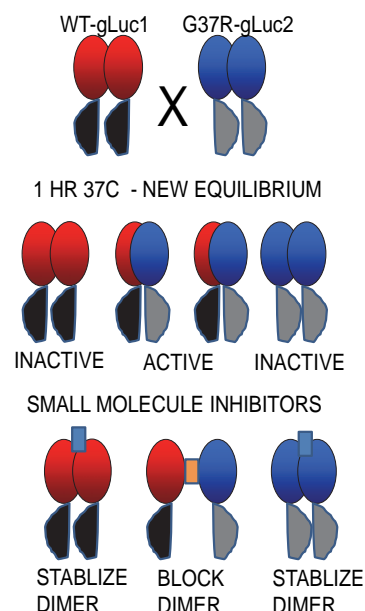 WT-gLuc1 G37R-gLuc2
X
1 HR 37C - NEW EQUILIBRIUM
INACTIVE ACTIVE INACTIVE
SMALL MOLECULE INHIBITORS
STABLIZE BLOCK STABLIZE
DIMER DIMER DIMER